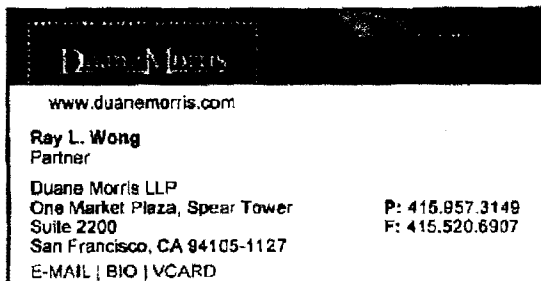 DuaneMorris
www.duanemorris.com
Ray L. Wong
Partner
Duane Morris LLP
One Market Plaza, Spear Tower
Suite 2200
San Francisco, CA 94105-1127
P: 415.957.3149
F: 415.520.6907
E-MAIL | BIO | VCARD